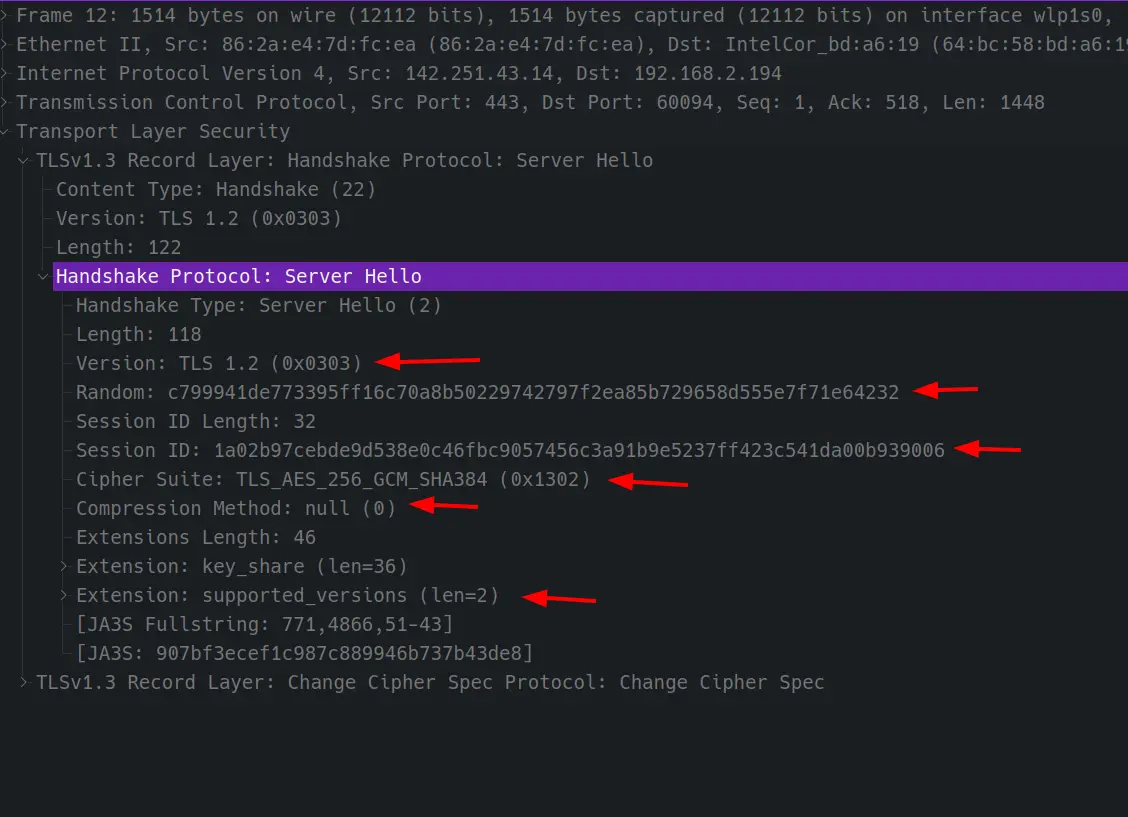 Frame 12: 1514 bytes on wire (12112 bits), 1514 bytes captured (12112 bits) on interface wlp1s0,
Ethernet II, Src: 86:2a:e4:7d:fc:ea (86:2a:e4:7d:fc:ea), Dst: IntelCor_bd:a6:19 (64:bc:58:bd:a6:19
Internet Protocol Version 4, Src: 142.251.43.14, Dst: 192.168.2.194
Transmission Control Protocol, Src Port: 443, Dst Port: 60094, Seq: 1, Ack: 518, Len: 1448
Transport Layer Security
TLSv1.3 Record Layer: Handshake Protocol: Server Hello
Content Type: Handshake (22)
Version: TLS 1.2 (0x0303)
Length: 122
Handshake Protocol: Server Hello
Handshake Type: Server Hello (2)
Length: 118
Version: TLS 1.2 (0x0303)
Random: c799941de773395ff16c70a8b50229742797f2ea85b729658d555e7f71e64232
Session ID Length: 32
Session ID: 1a02b97cebde9d538e0c46fbc9057456c3a91b9e5237ff423c541da00b939006
Cipher Suite: TLS_AES_256_GCM_SHA384 (0x1302)
Compression Method: null (0)
Extensions Length: 46
Extension: key_share (len=36)
Extension: supported_versions (len=2)
[JA3S Fullstring: 771,4866,51-43]
[JA3S: 907bf3ecef1c987c889946b737b43de8]
TLSv1.3 Record Layer: Change Cipher Spec Protocol: Change Cipher Spec